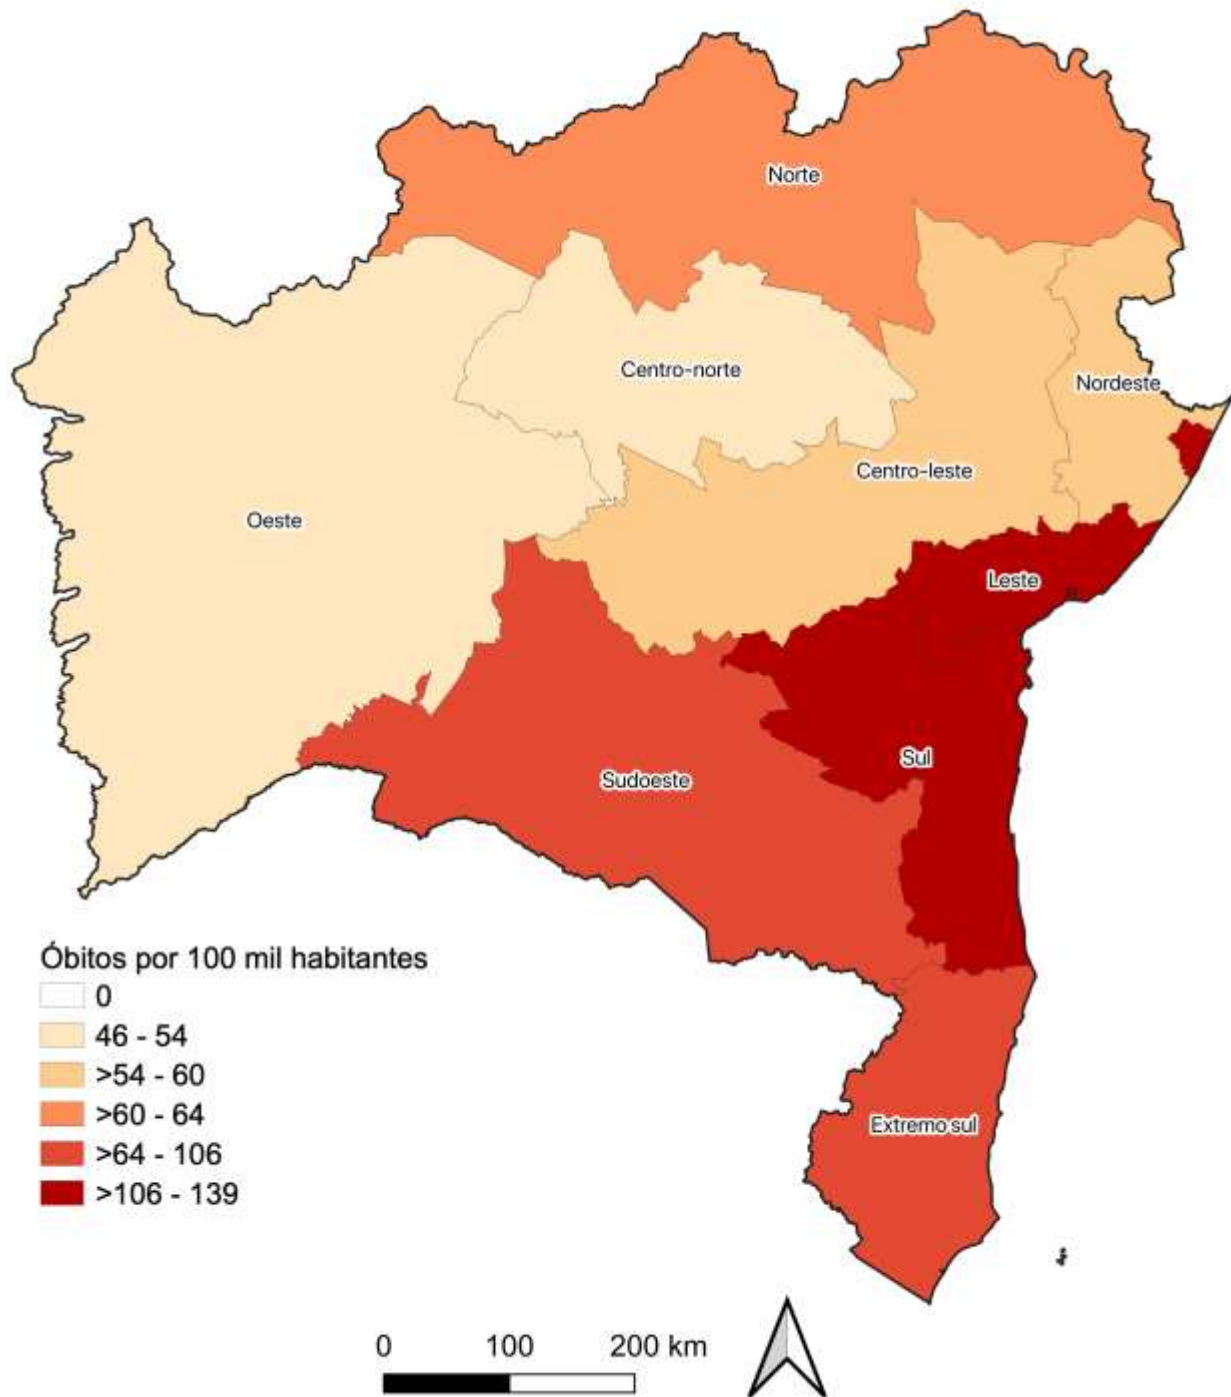 Norte
Centro-norte
Nordeste
Centro-leste
Oeste
Leste
Sul
Sudoeste
Óbitos por 100 mil habitantes
0
46 - 54
>54 - 60
>60 - 64
>64 - 106
>106 - 139
Extremo sul
0 100 200 km